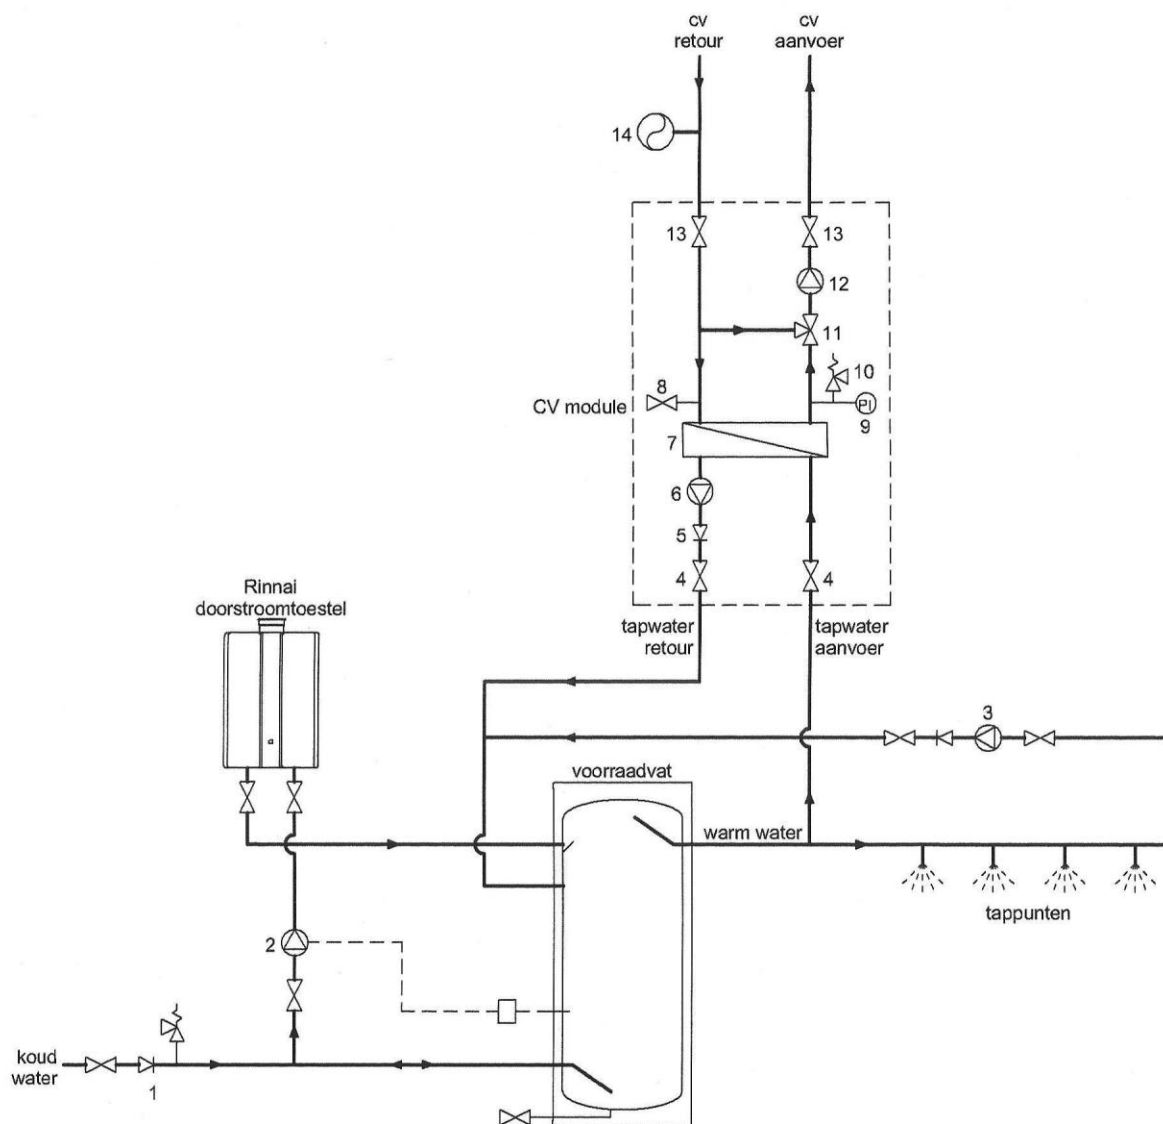 cv
retour
cv
aanvoer
14
13
13
12
11
10
8
CV module
PI
9
7
6
5
4
4
Rinnai
doorstroomtoestel
tapwater
retour
tapwater
aanvoer
3
voorraadvat
warm water
tappunten
2
koud
water
1